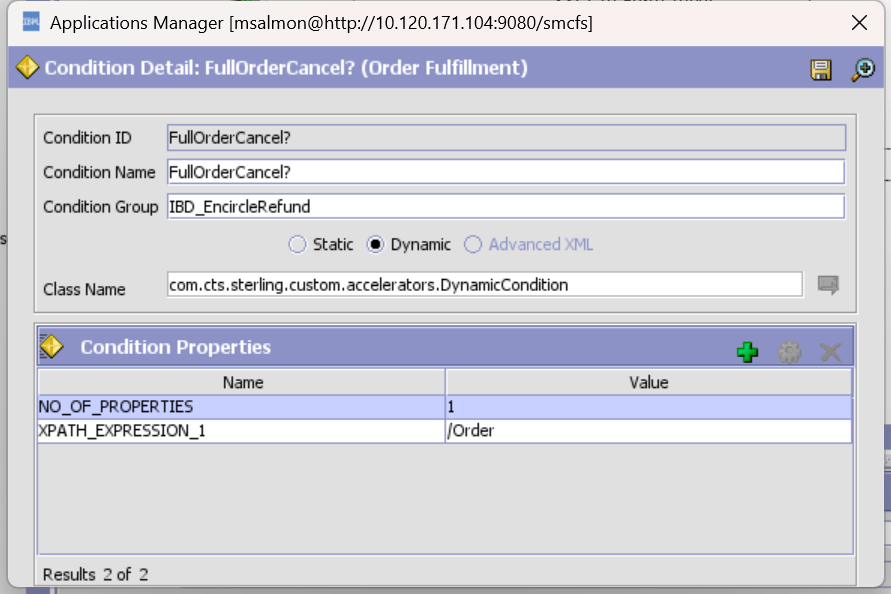 IBM
Applications Manager [msalmon@http://10.120.171.104:9080/smcfs]
Condition Detail: FullOrderCancel? (Order Fulfillment)
Condition ID FullOrderCancel?
Condition Name FullOrderCancel?
Condition Group IBD_EncircleRefund
Static Dynamic Advanced XML
Class Name com.cts.sterling.custom.accelerators.DynamicCondition
Condition Properties
Name Value
NO_OF_PROPERTIES 1
XPATH_EXPRESSION_1 /Order
Results 2 of 2